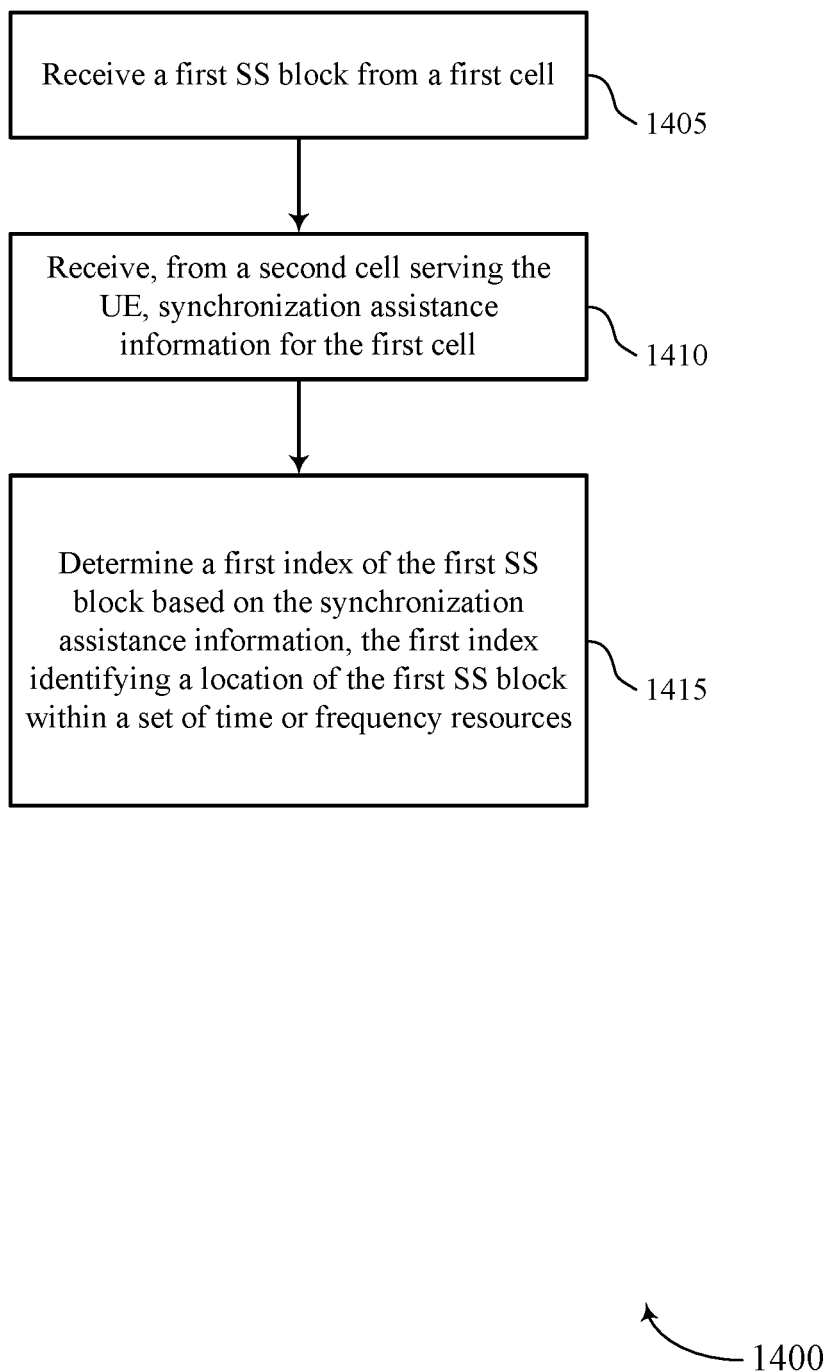 Receive a first SS block from a first cell
1405
Receive, from a second cell serving the
UE, synchronization assistance
information for the first cell
1410
Determine a first index of the first SS
block based on the synchronization
assistance information, the first index
identifying a location of the first SS block
within a set of time or frequency resources
1415
1400